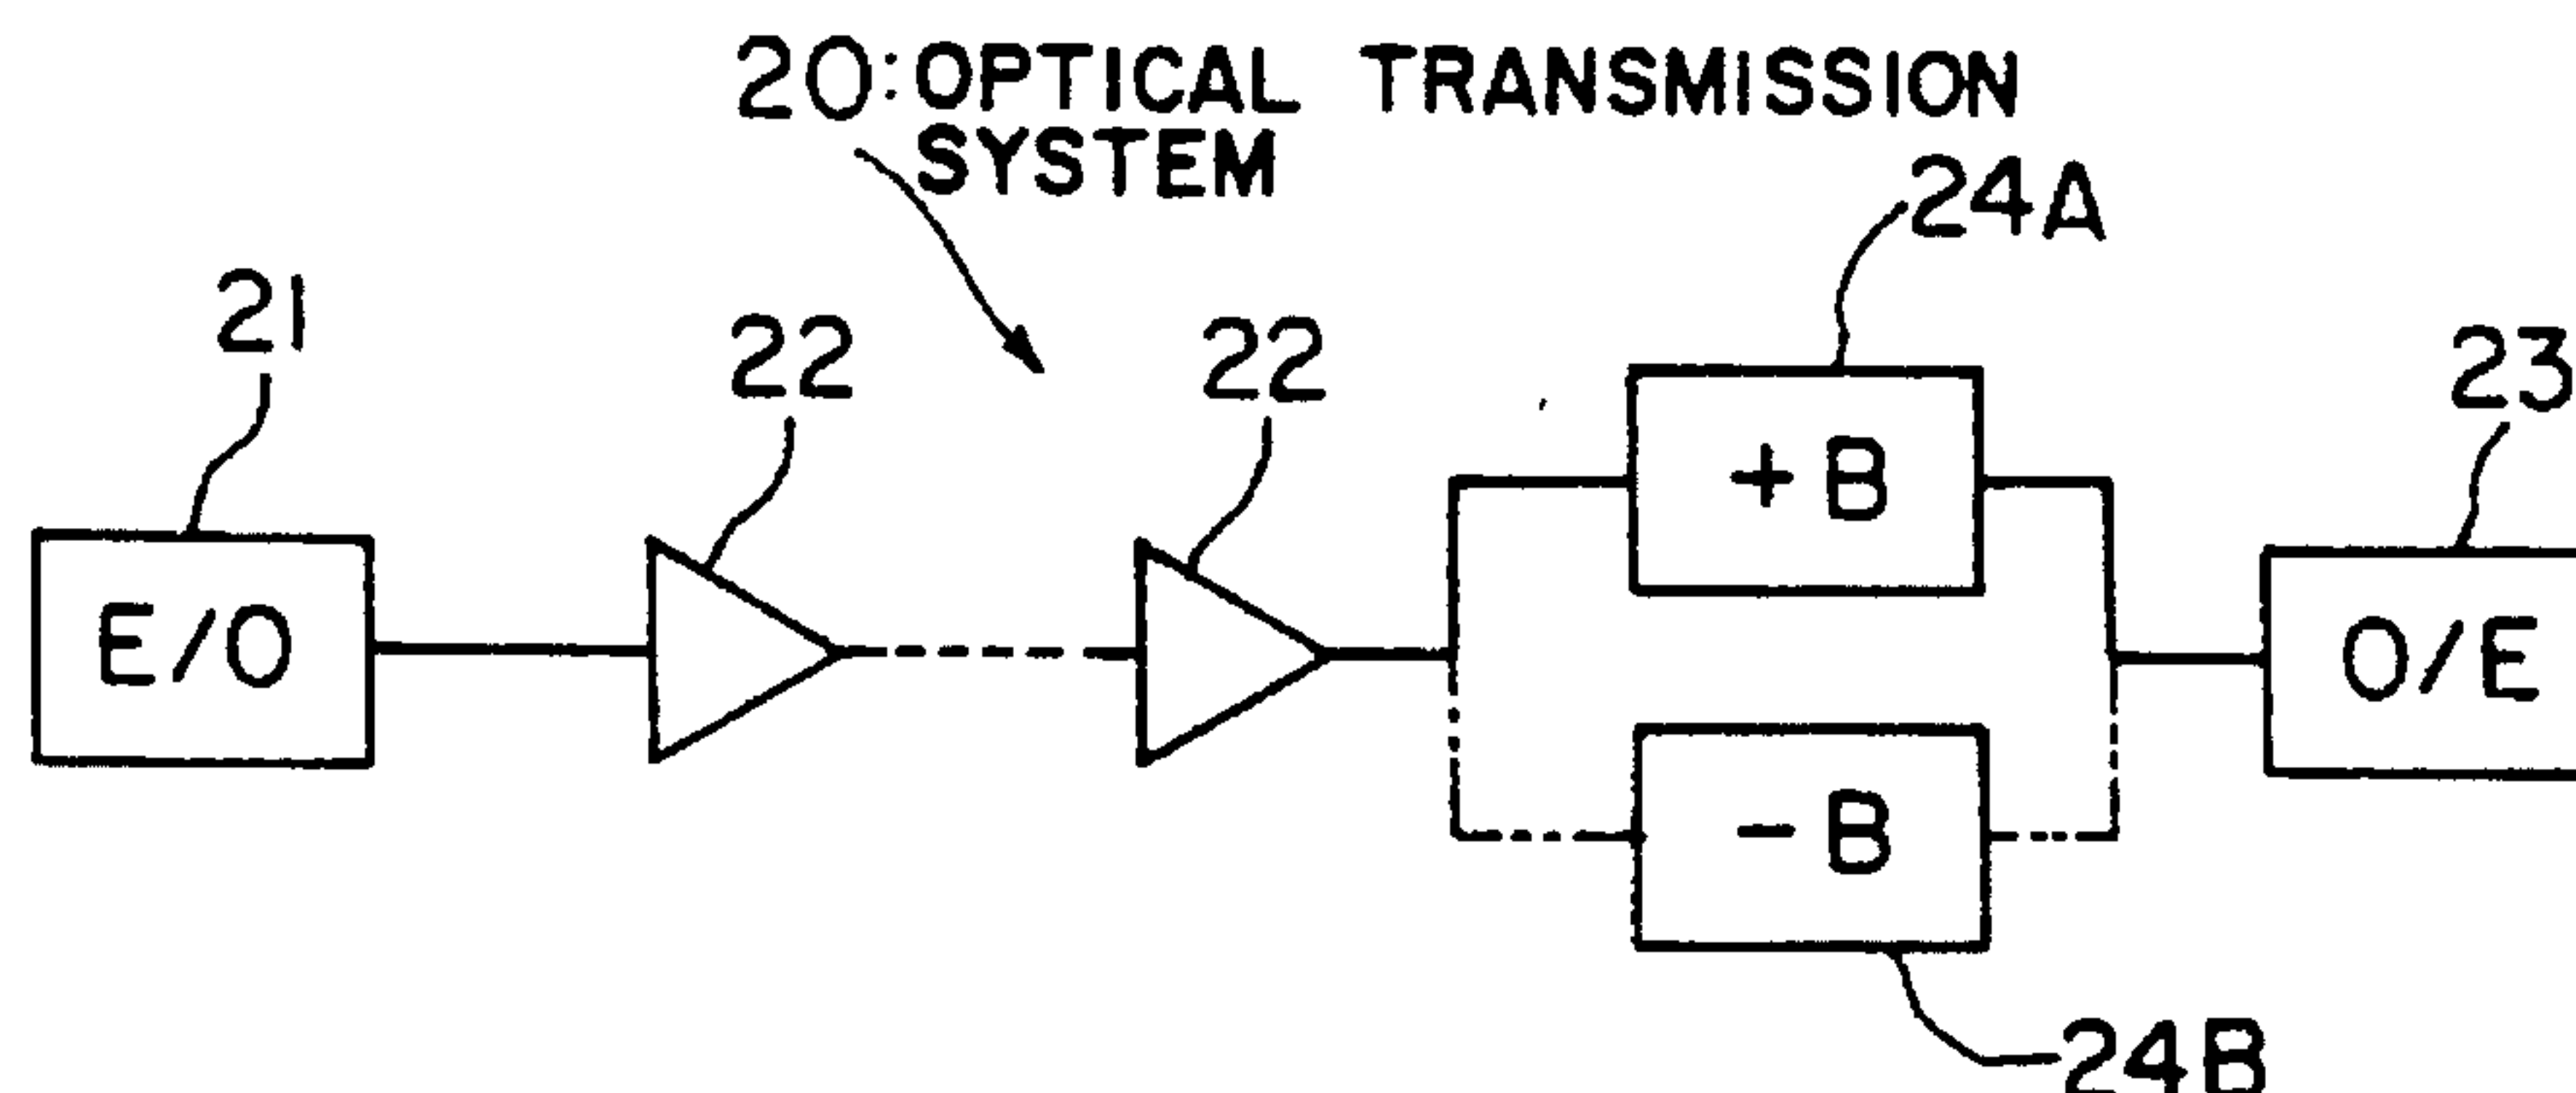 20:OPTICAL TRANSMISSION
SYSTEM
24A
21
22
22
23
+B
E/O
O/E
-B
24B